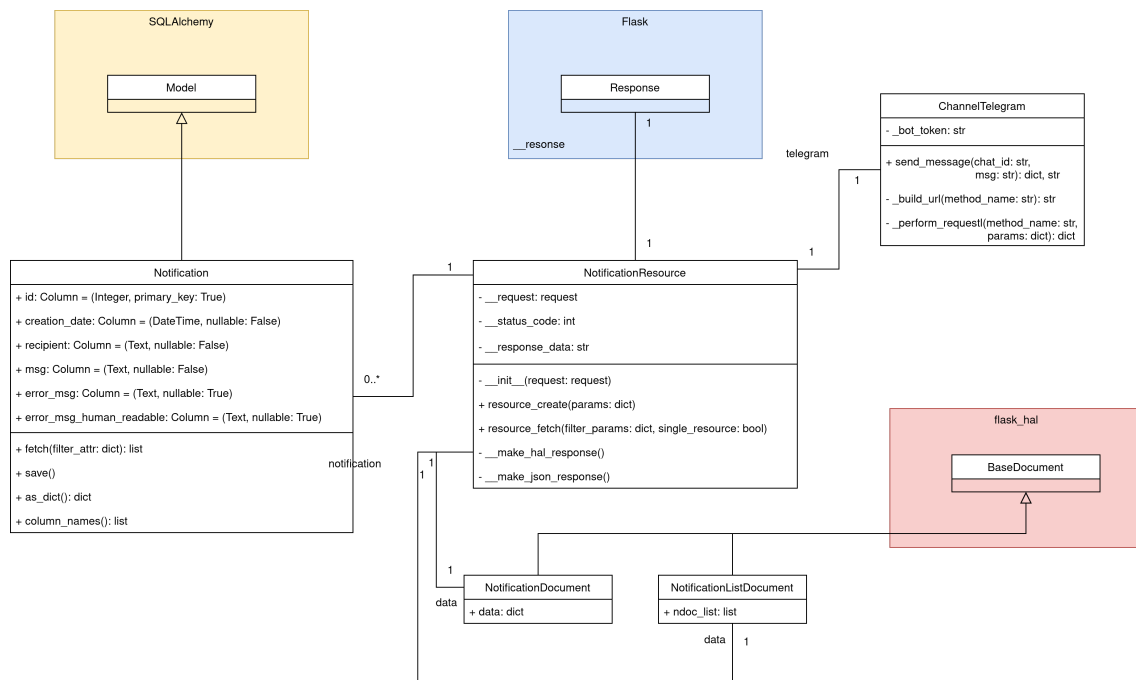 SQLAlchemy
Model
Flask
Response
1
__resonse
telegram
1
1
1
ChannelTelegram
- _bot_token: str
+ send_message(chat_id: str,
msg: str): dict, str
- _build_url(method_name: str): str
- _perform_requestl(method_name: str,
params: dict): dict
Notification
+ id: Column = (Integer, primary_key: True)
+ creation_date: Column = (DateTime, nullable: False)
+ recipient: Column = (Text, nullable: False)
+ msg: Column = (Text, nullable: False)
+ error_msg: Column = (Text, nullable: True)
+ error_msg_human_readable: Column = (Text, nullable: True)
+ fetch(filter_attr: dict): list
+ save()
+ as_dict(): dict
+ column_names(): list
1
0..*
notification
NotificationResource
- __request: request
- __status_code: int
- __response_data: str
- __init__(request: request)
+ resource_create(params: dict)
+ resource_fetch(filter_params: dict, single_resource: bool)
- __make_hal_response()
- __make_json_response()
1
1
flask_hal
BaseDocument
1
data
NotificationDocument
+ data: dict
NotificationListDocument
+ ndoc_list: list
data
1